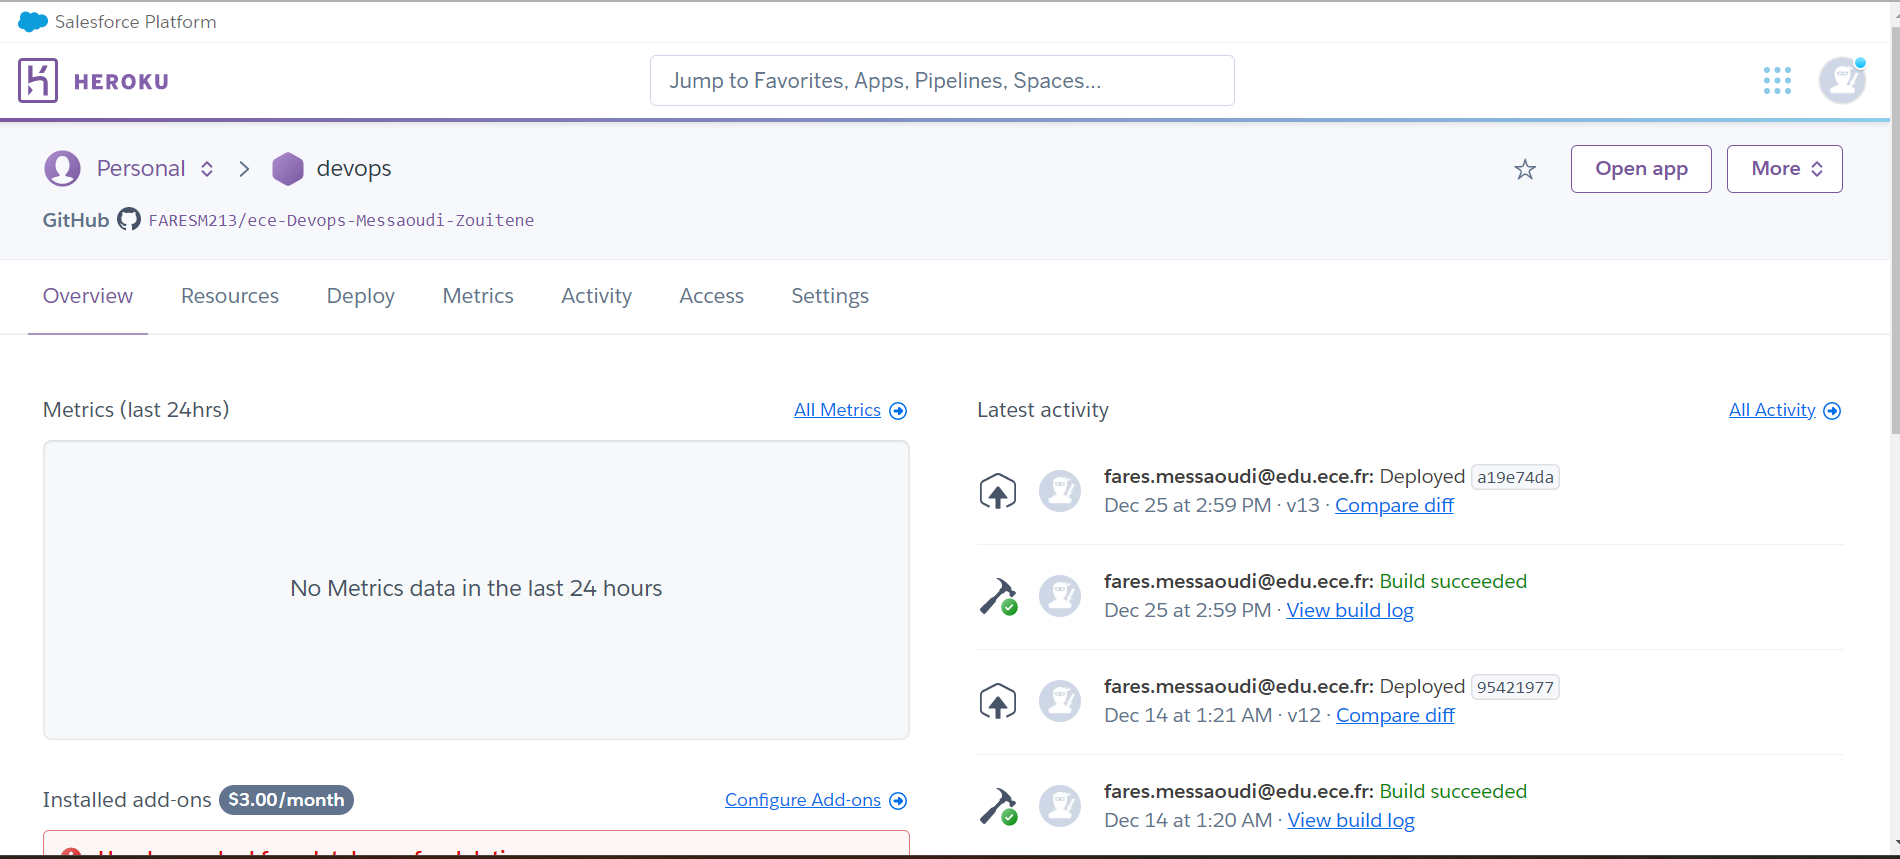 Salesforce Platform
HEROKU
Jump to Favorites, Apps, Pipelines, Spaces...
Personal
devops
Open app
More
GitHub FARESM213/ece-Devops-Messaoudi-Zouitene
Overview
Resources
Deploy
Metrics
Activity
Access
Settings
Metrics (last 24hrs)
All Metrics
No Metrics data in the last 24 hours
Installed add-ons $3.00/month
Configure Add-ons
Latest activity
All Activity
fares.messaoudi@edu.ece.fr: Deployed a19e74da
Dec 25 at 2:59 PM · v13 · Compare diff
fares.messaoudi@edu.ece.fr: Build succeeded
Dec 25 at 2:59 PM · View build log
fares.messaoudi@edu.ece.fr: Deployed 95421977
Dec 14 at 1:21 AM · v12 · Compare diff
fares.messaoudi@edu.ece.fr: Build succeeded
Dec 14 at 1:20 AM · View build log